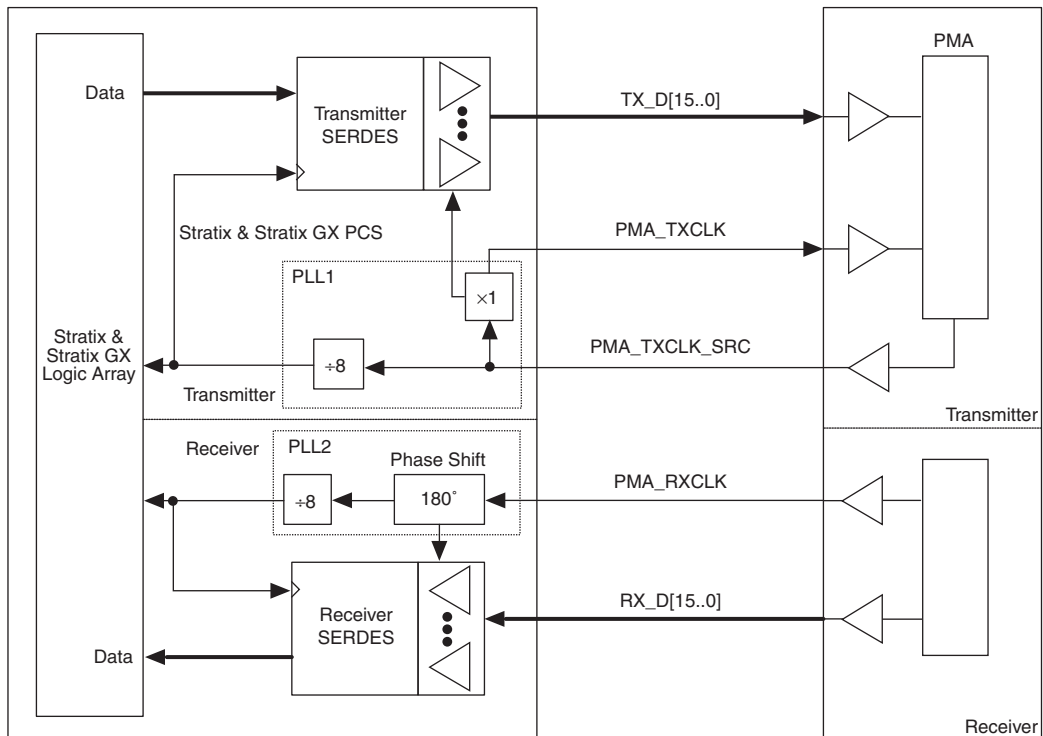 PMA
Data
Transmitter
SERDES
TX_D[15..0]
Stratix & Stratix GX PCS
PMA_TXCLK
PLL1
×1
Stratix &
Stratix GX
Logic Array
÷8
PMA_TXCLK_SRC
Transmitter
Transmitter
Receiver
PLL2
Phase Shift
÷8
180˚
PMA_RXCLK
Receiver
SERDES
RX_D[15..0]
Data
Receiver